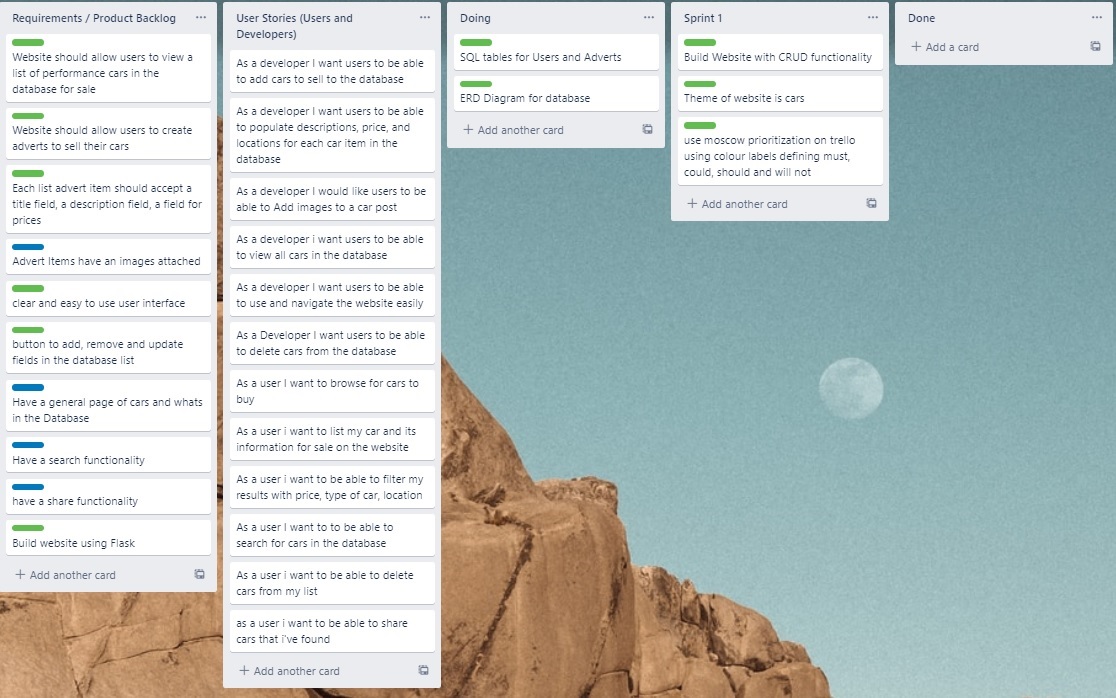 Requirements / Product Backlog
Website should allow users to view a
list of performance cars in the
database for sale
Website should allow users to create
adverts to sell their cars
Each list advert item should accept a
title field, a description field, a field for
prices
Advert Items have an images attached
clear and easy to use user interface
button to add, remove and update
fields in the database list
Have a general page of cars and whats
in the Database
Have a search functionality
have a share functionality
Build website using Flask
+ Add another card
User Stories (Users and
Developers)
As a developer I want users to be able
to add cars to sell to the database
As a developer I want users to be able
to populate descriptions, price, and
locations for each car item in the
database
As a developer I would like users to be
able to Add images to a car post
As a developer i want users to be able
to view all cars in the database
As a developer I want users to be able
to use and navigate the website easily
As a Developer I want users to be able
to delete cars from the database
As a user I want to browse for cars to
buy
As a user i want to list my car and its
information for sale on the website
As a user i want to be able to filter my
results with price, type of car, location
As a user I want to to be able to
search for cars in the database
As a user i want to be able to delete
cars from my list
as a user i want to be able to share
cars that i've found
+ Add another card
Doing
SQL tables for Users and Adverts
ERD Diagram for database
+ Add another card
Sprint 1
Build Website with CRUD functionality
Theme of website is cars
use moscow prioritization on trello
using colour labels defining must,
could, should and will not
+ Add another card
Done
+ Add a card